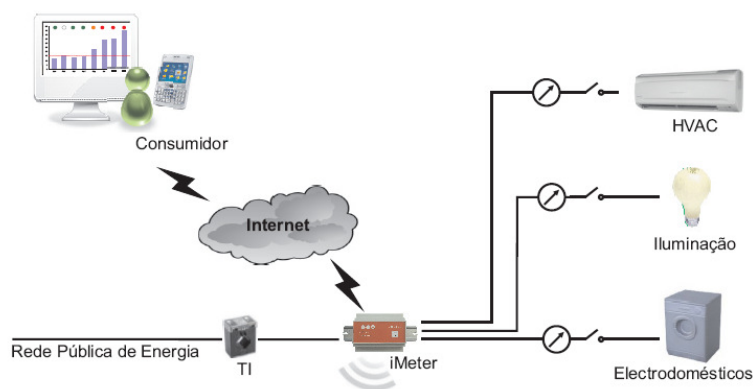 Consumidor
HVAC
Internet
Iluminação
Rede Pública de Energia
TI
iMeter
Electrodomésticos